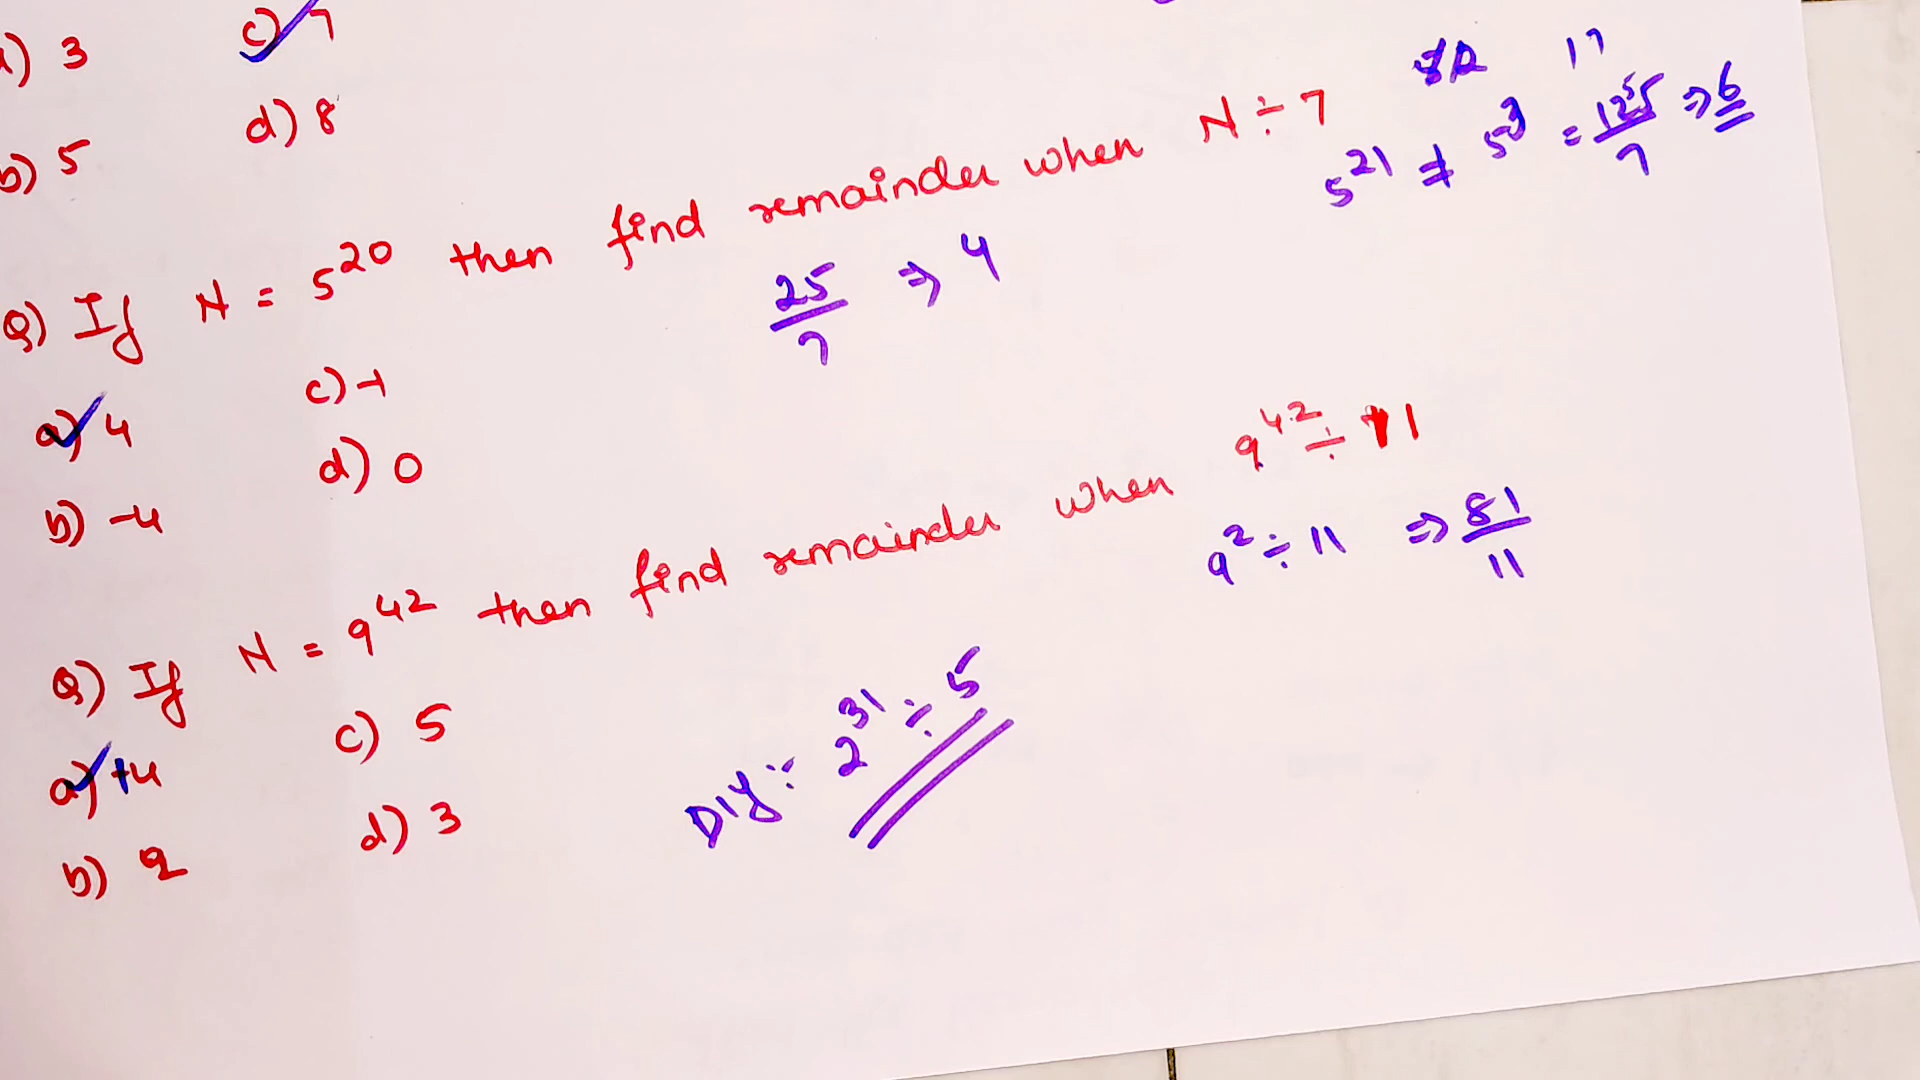 a) 3 c) 7
b) 5 d) 8
Q) If N = 5^20 then find remainder when N ÷ 7
5^21 ⇒ 5^3 = 125/7 ⇒ 6
25/7 ⇒ 4
a) 4 c) -1
b) -4 d) 0
Q) If N = 9^42 then find remainder when 9^42 ÷ 11
9^2 ÷ 11 ⇒ 81/11
a) +4 c) 5
b) 2 d) 3
DIY:- 2^31 ÷ 5